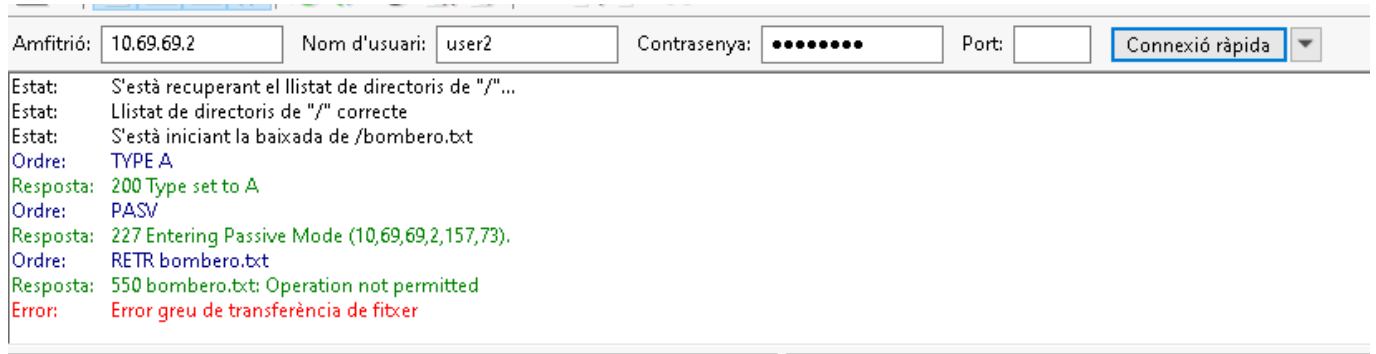 Amfitrió: 10.69.69.2 Nom d'usuari: user2 Contrasenya: ●●●●●●●● Port: Connexió ràpida
Estat: S'està recuperant el llistat de directoris de "/"...
Estat: Llistat de directoris de "/" correcte
Estat: S'està iniciant la baixada de /bombero.txt
Ordre: TYPE A
Resposta: 200 Type set to A
Ordre: PASV
Resposta: 227 Entering Passive Mode (10,69,69,2,157,73).
Ordre: RETR bombero.txt
Resposta: 550 bombero.txt: Operation not permitted
Error: Error greu de transferència de fitxer